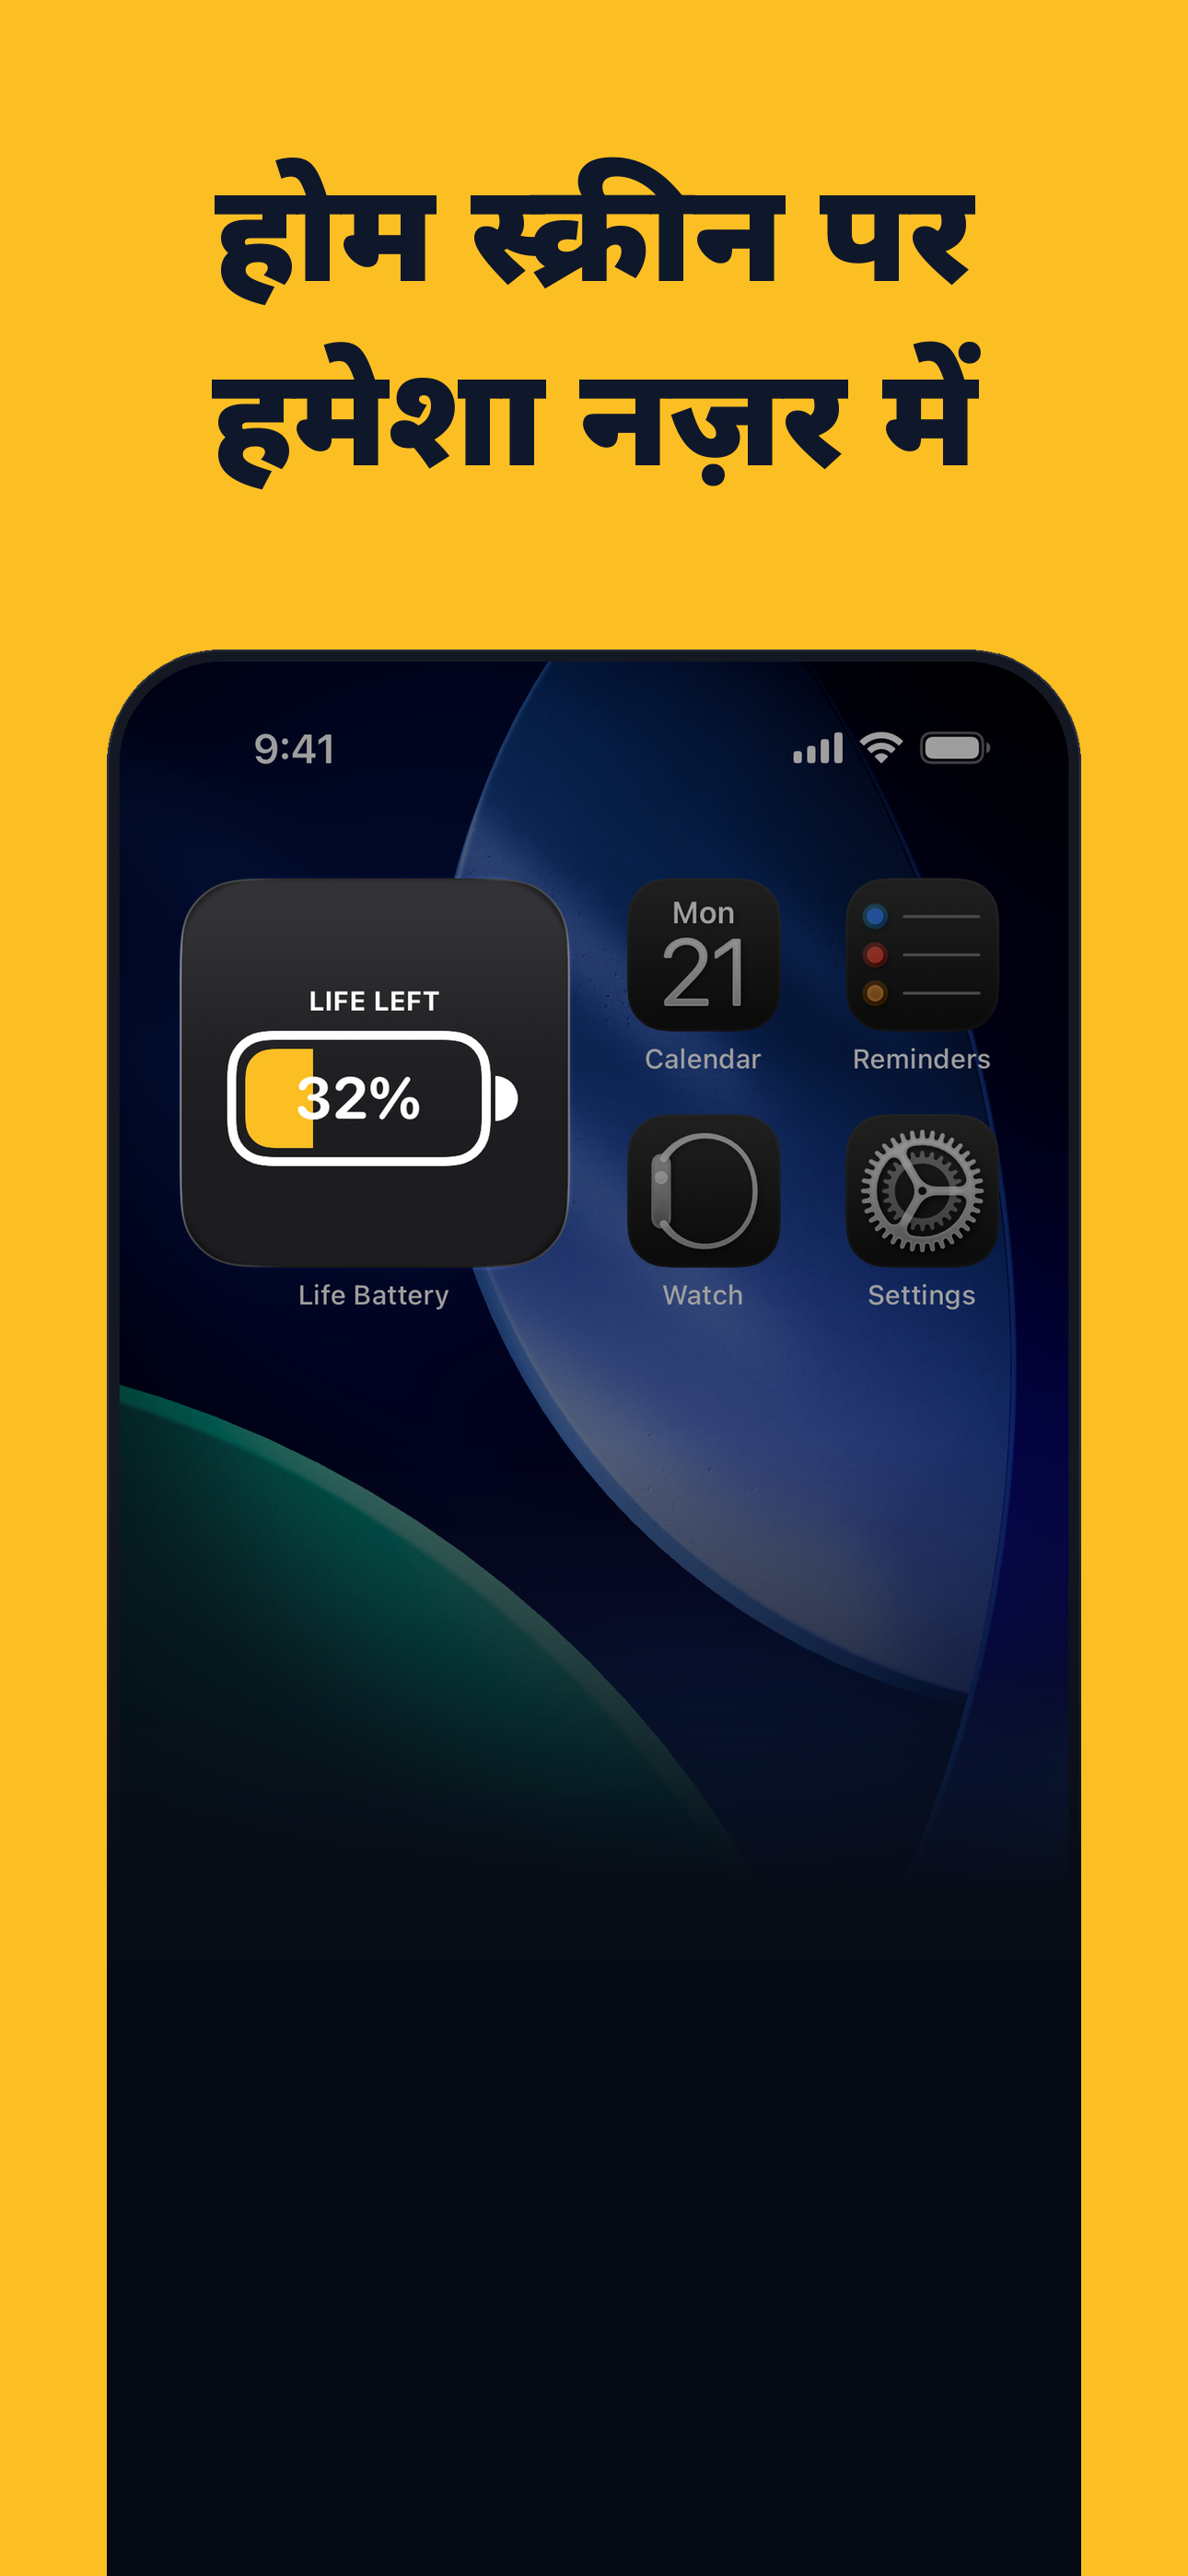 होम स्क्रीन पर
हमेशा नज़र में
9:41
LIFE LEFT
32%
Life Battery
Mon
21
Calendar
Reminders
Watch
Settings